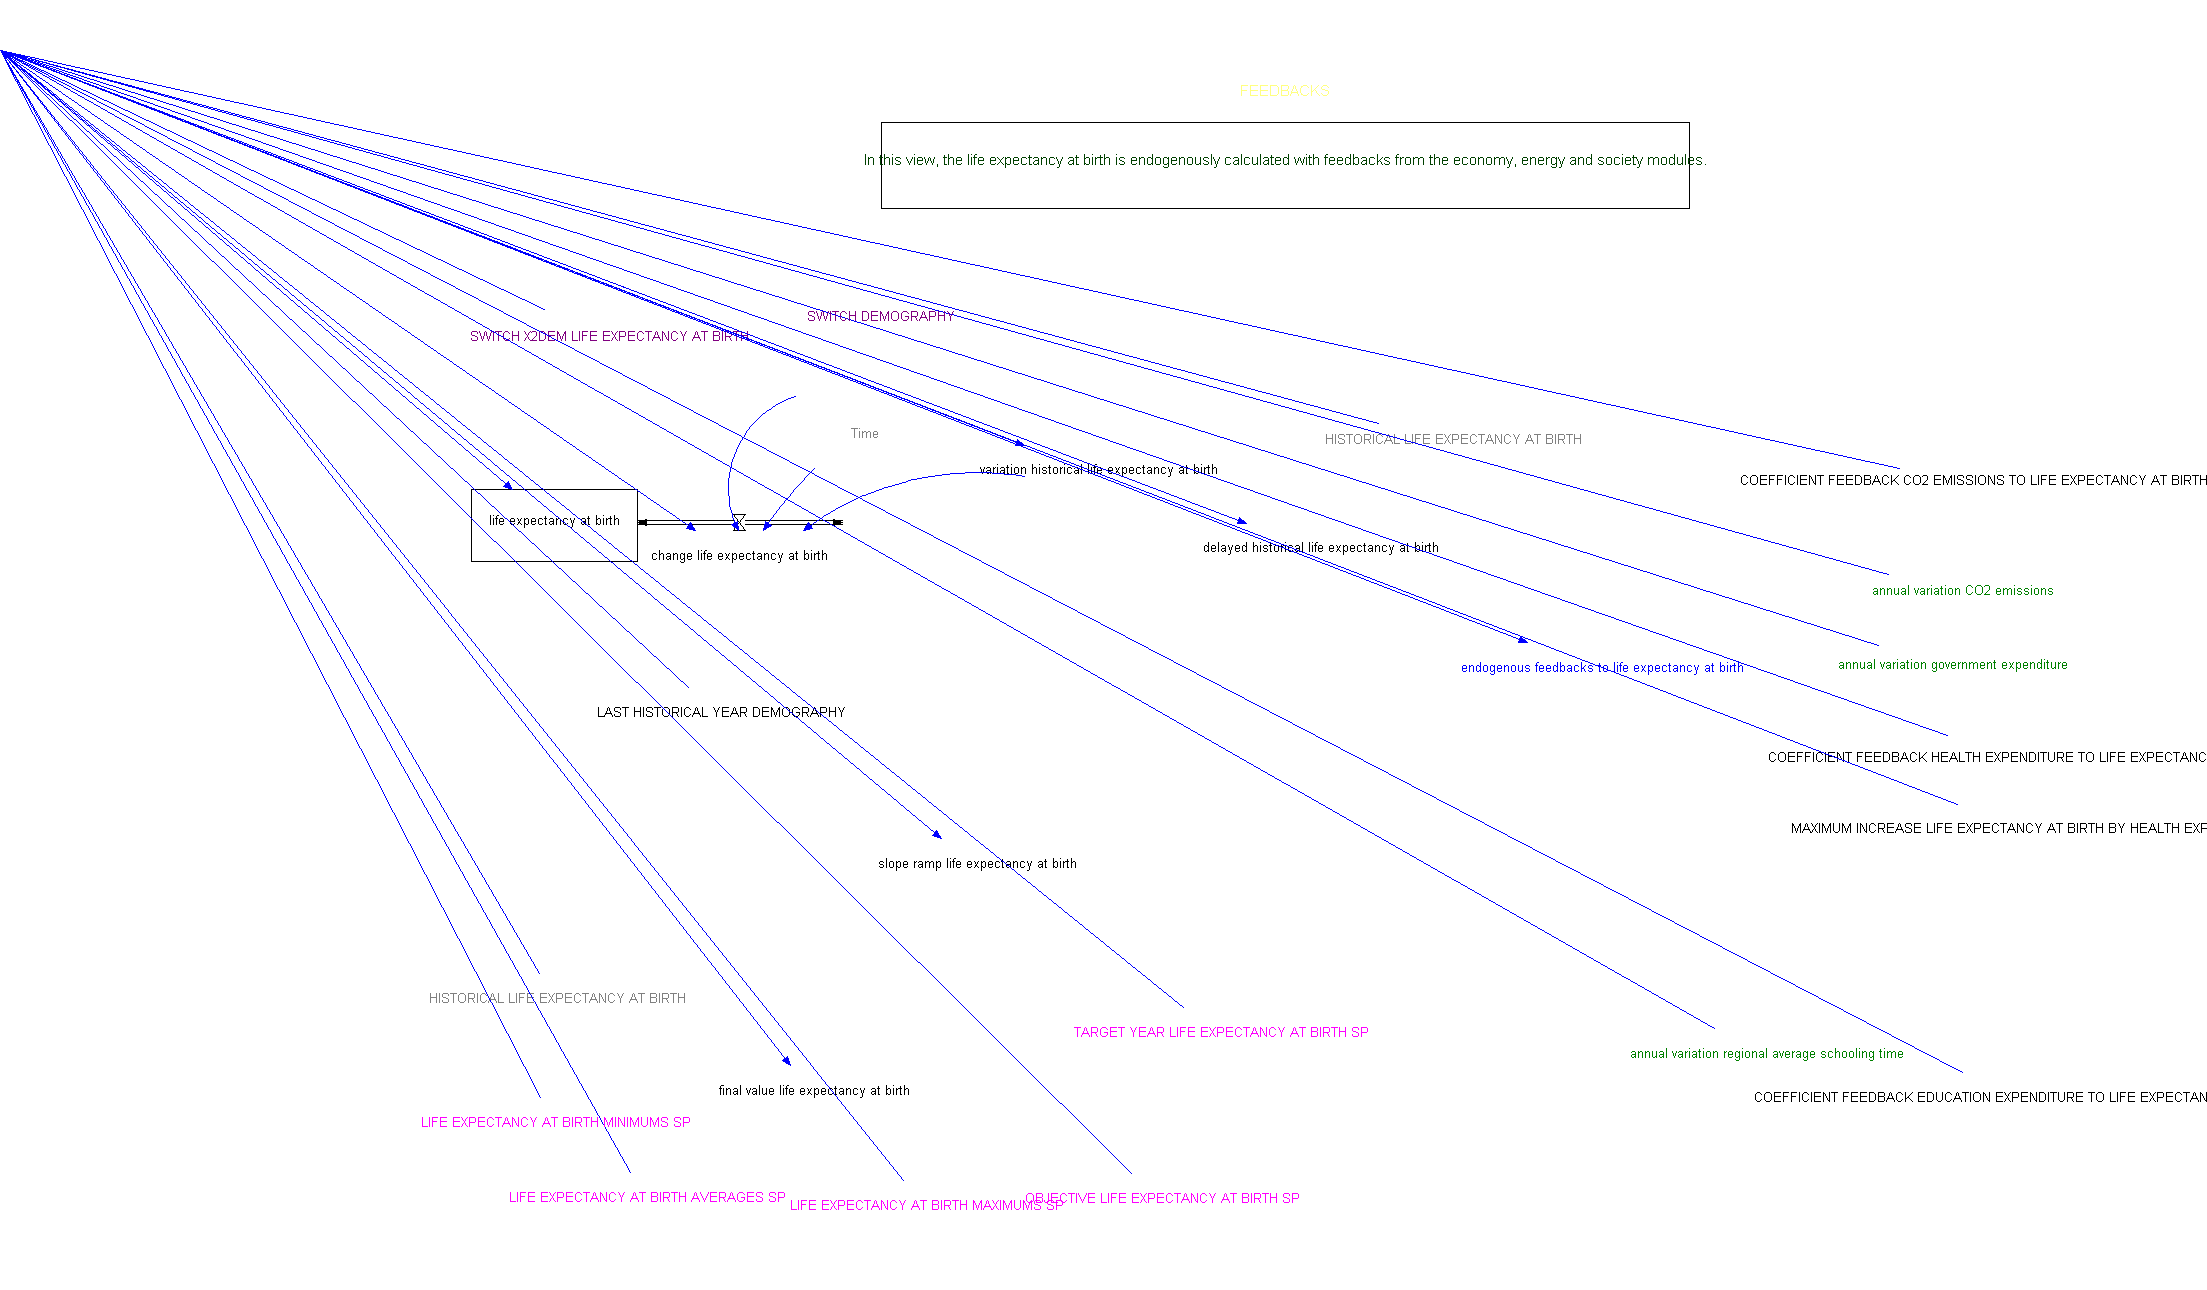 FEEDBACKS
In this view, the life expectancy at birth is endogenously calculated with feedbacks from the economy, energy and society modules.
SWITCH DEMOGRAPHY
SWITCH X2DEM LIFE EXPECTANCY AT BIRTH
Time
HISTORICAL LIFE EXPECTANCY AT BIRTH
variation historical life expectancy at birth
COEFFICIENT FEEDBACK CO2 EMISSIONS TO LIFE EXPECTANCY AT BIRTH
life expectancy at birth
change life expectancy at birth
delayed historical life expectancy at birth
annual variation CO2 emissions
endogenous feedbacks to life expectancy at birth
annual variation government expenditure
LAST HISTORICAL YEAR DEMOGRAPHY
COEFFICIENT FEEDBACK HEALTH EXPENDITURE TO LIFE EXPECTANC
MAXIMUM INCREASE LIFE EXPECTANCY AT BIRTH BY HEALTH EXP
slope ramp life expectancy at birth
HISTORICAL LIFE EXPECTANCY AT BIRTH
TARGET YEAR LIFE EXPECTANCY AT BIRTH SP
annual variation regional average schooling time
final value life expectancy at birth
COEFFICIENT FEEDBACK EDUCATION EXPENDITURE TO LIFE EXPECTAN
LIFE EXPECTANCY AT BIRTH MINIMUMS SP
LIFE EXPECTANCY AT BIRTH AVERAGES SP
LIFE EXPECTANCY AT BIRTH MAXIMUMS SP
OBJECTIVE LIFE EXPECTANCY AT BIRTH SP